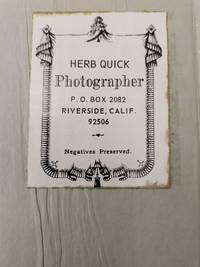 HERB QUICK
Photographer
P. O. BOX 2082
RIVERSIDE, CALIF.
92506
Negatives Preserved.